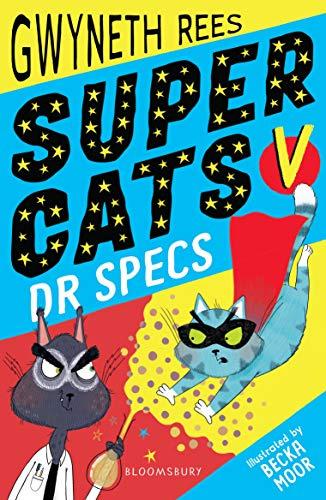 GWYNETH REES
SUPER
CATS V
DR SPECS
Illustrated by
BECKA
MOOR
BLOOMSBURY